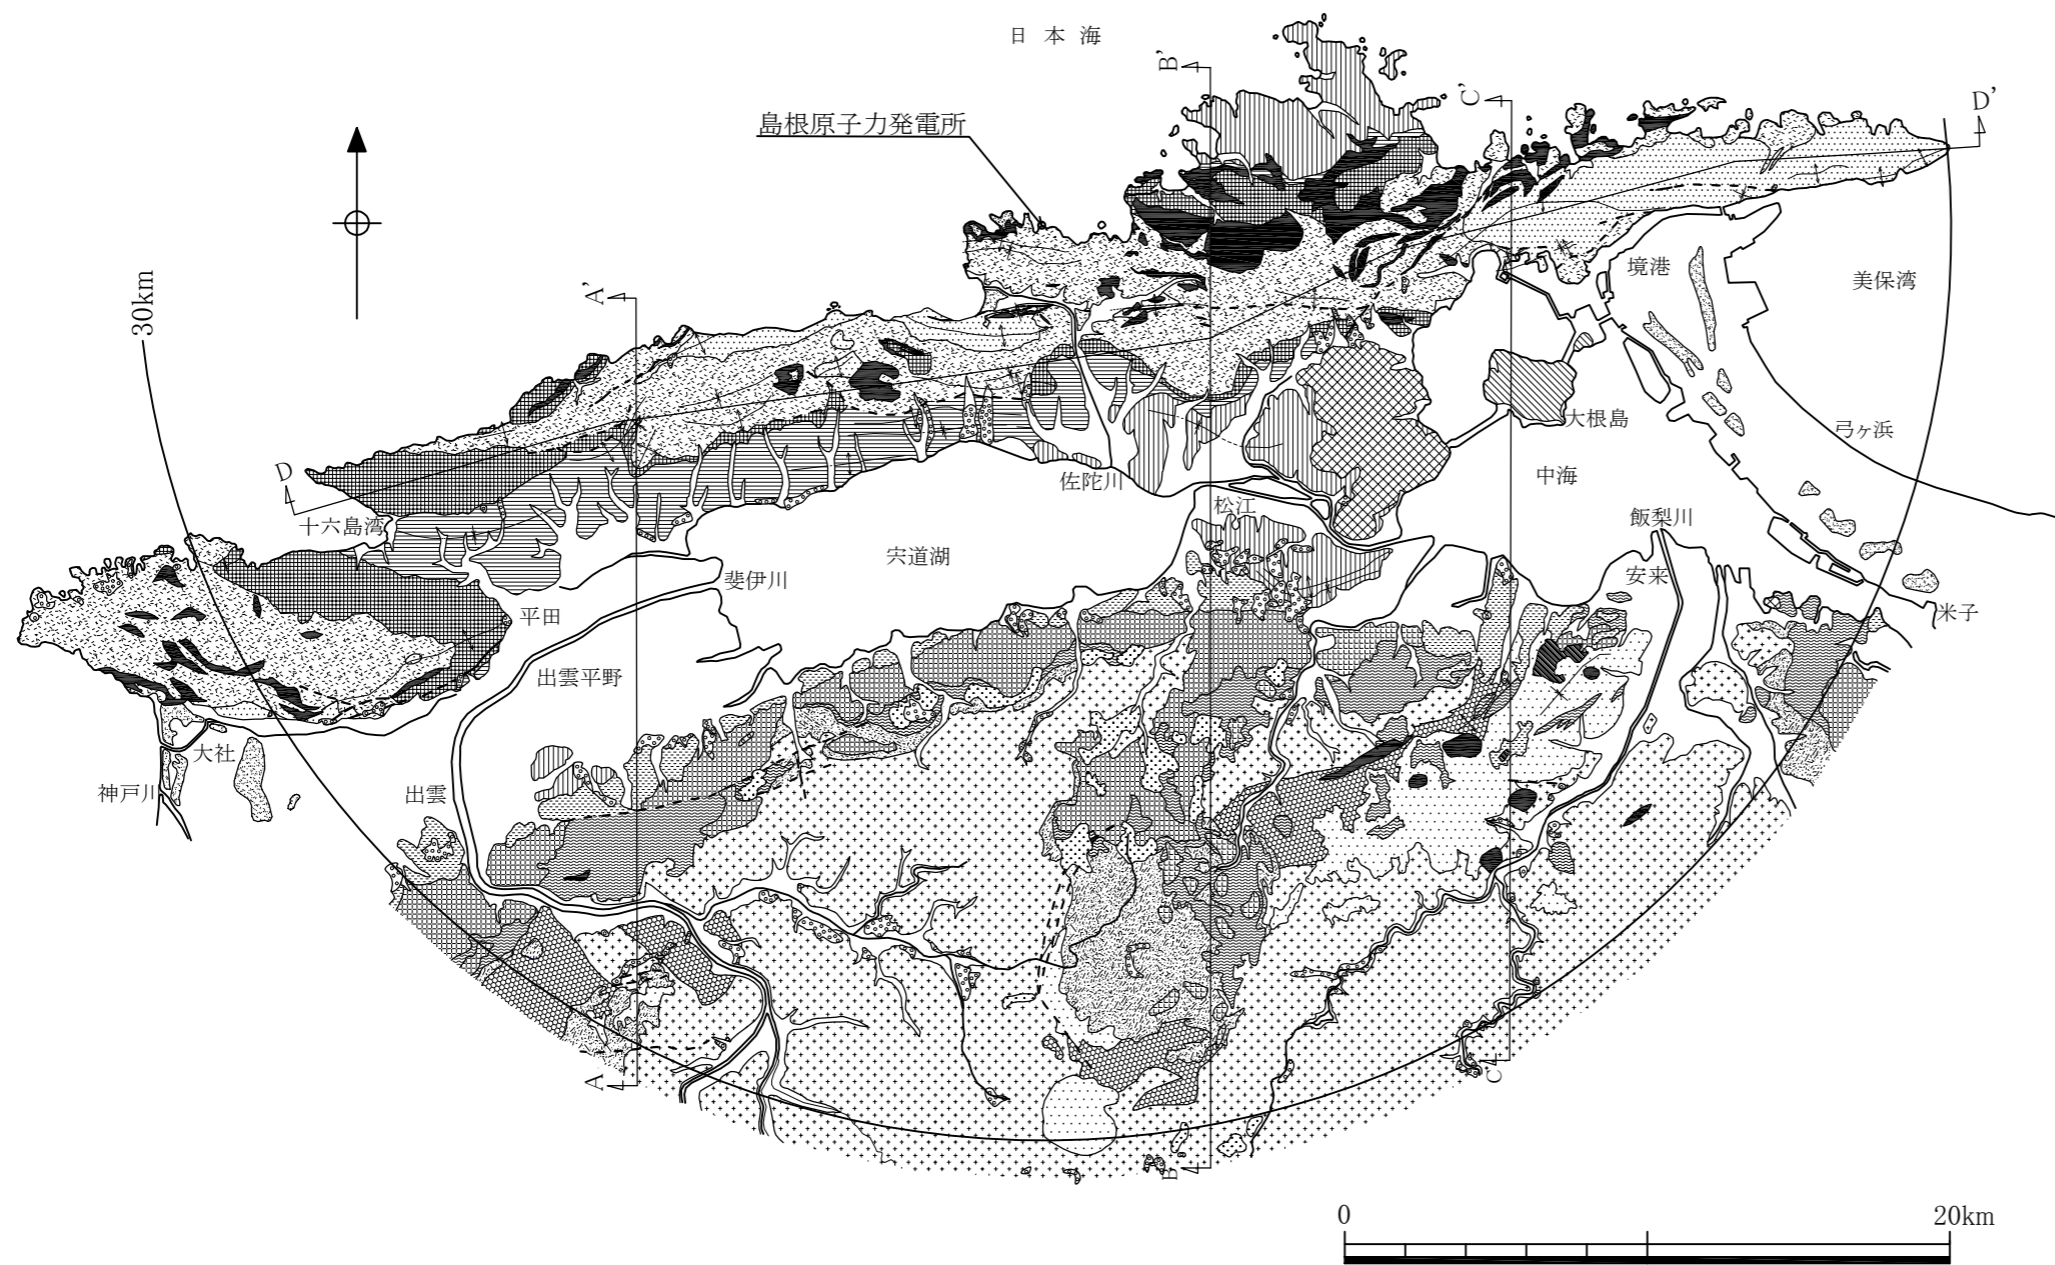 日本海
B'
C'
D'
島根原子力発電所
境港
美保湾
A'
30km
大根島
弓ヶ浜
D
佐陀川
中海
松江
飯梨川
十六島湾
宍道湖
斐伊川
安来
平田
米子
出雲平野
大社
神戸川
出雲
A
C
B
0
20km